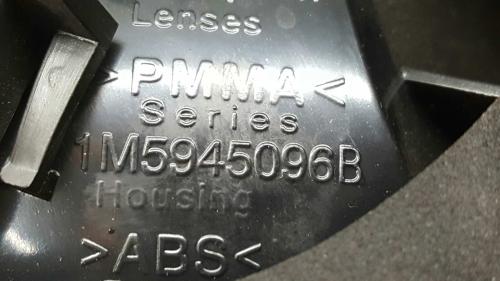 Lenses
>PMMA<
Series
1M5945096B
Housing
>ABS<